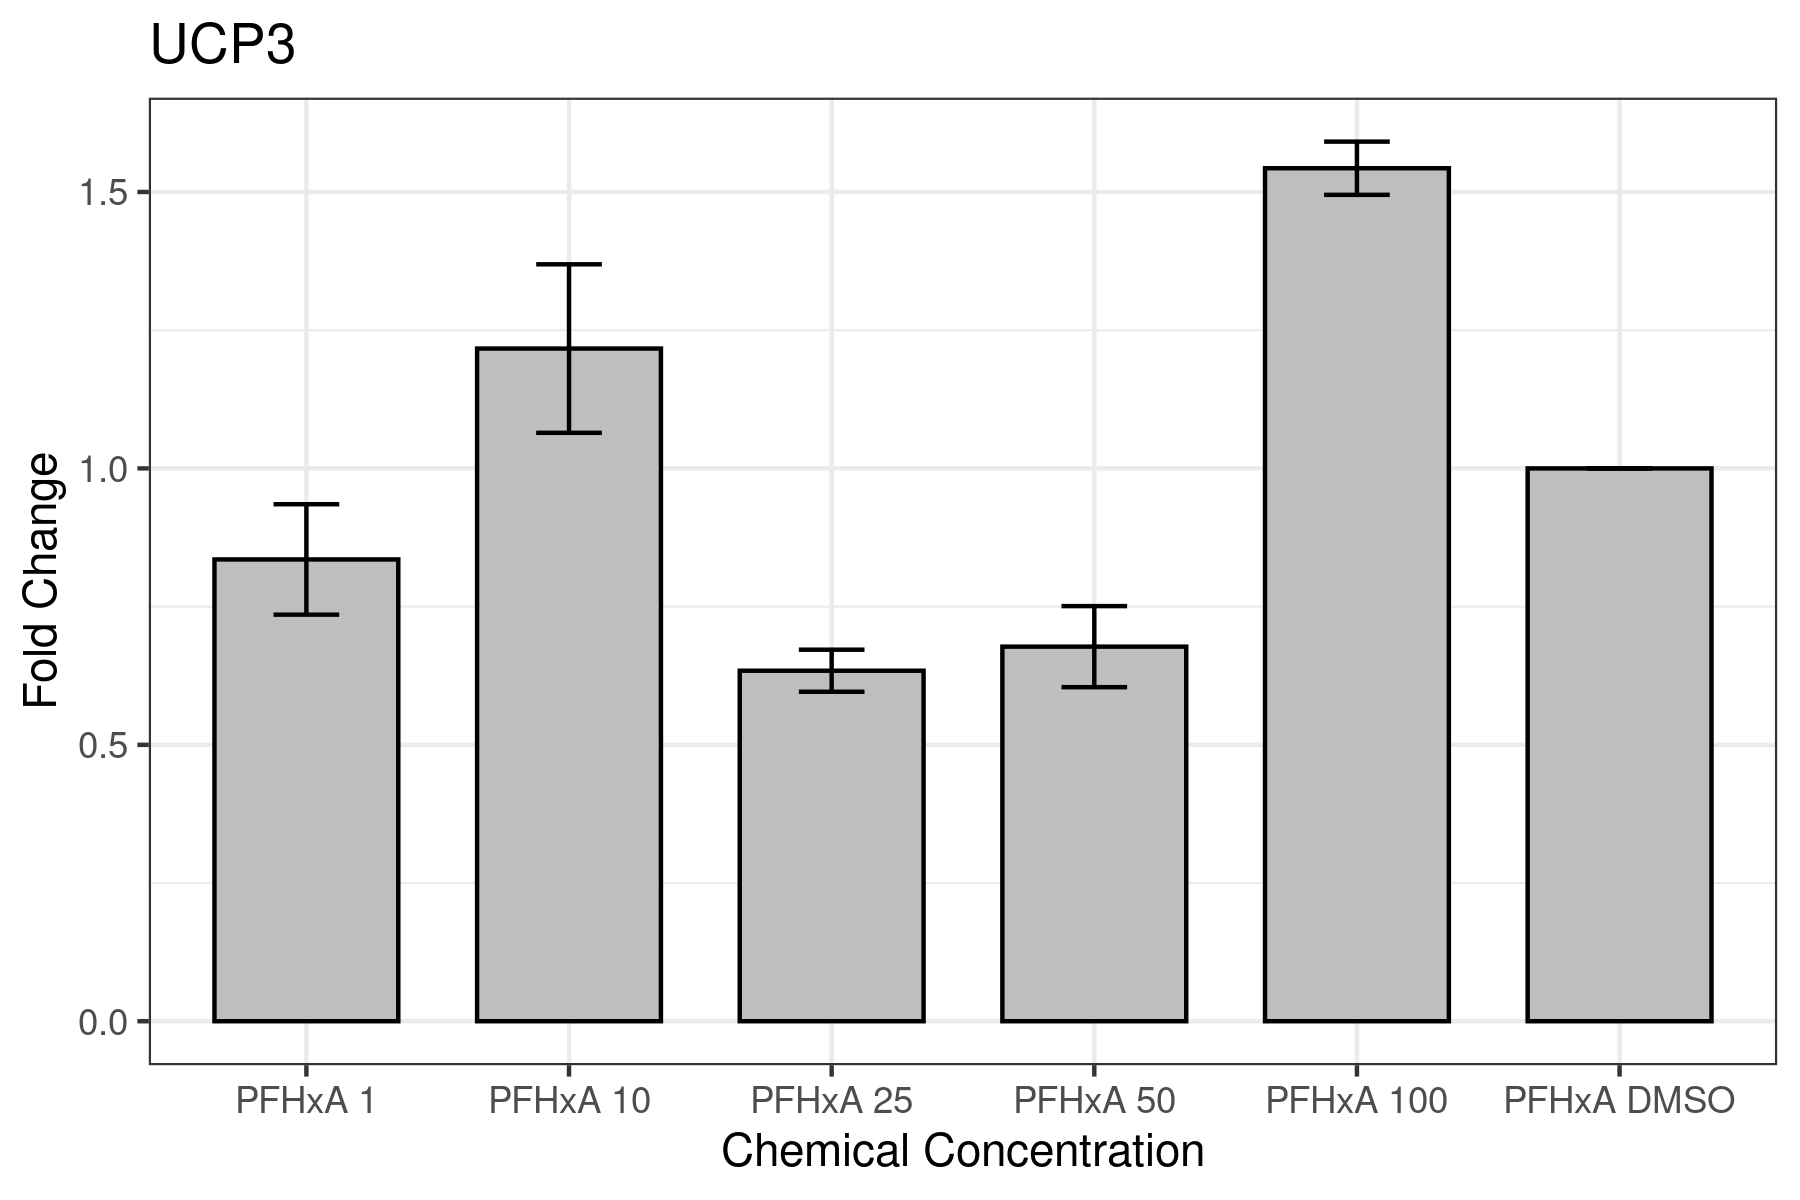 UCP3
Fold Change
1.5
1.0
0.5
0.0
PFHxA 1 PFHxA 10 PFHxA 25 PFHxA 50 PFHxA 100 PFHxA DMSO
Chemical Concentration